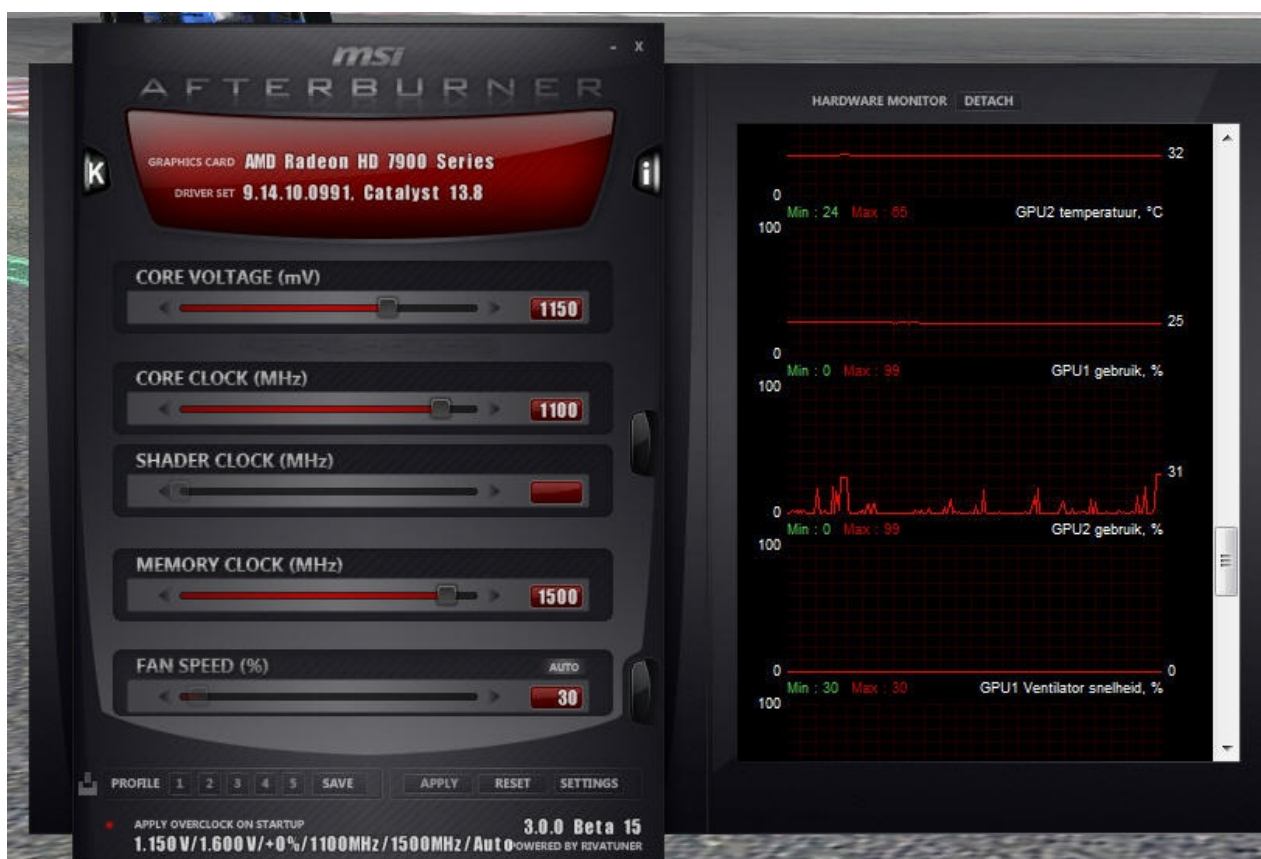 msi
- X
AFTERBURNER
K
i
GRAPHICS CARD AMD Radeon HD 7900 Series
DRIVER SET 9.14.10.0991, Catalyst 13.8
CORE VOLTAGE (mV)
1150
CORE CLOCK (MHz)
1100
SHADER CLOCK (MHz)
MEMORY CLOCK (MHz)
1500
FAN SPEED (%)
AUTO
30
PROFILE 1 2 3 4 5 SAVE APPLY RESET SETTINGS
APPLY OVERCLOCK ON STARTUP
3.0.0 Beta 15
1.150V/1.600V/+0%/1100MHz/1500MHz/Auto
POWERED BY RIVATUNER
HARDWARE MONITOR DETACH
32
0
Min : 24 Max : 65 GPU2 temperatuur, °C
100
25
0
Min : 0 Max : 99 GPU1 gebruik, %
100
31
0
Min : 0 Max : 99 GPU2 gebruik, %
100
0
0
Min : 30 Max : 30 GPU1 Ventilator snelheid, %
100